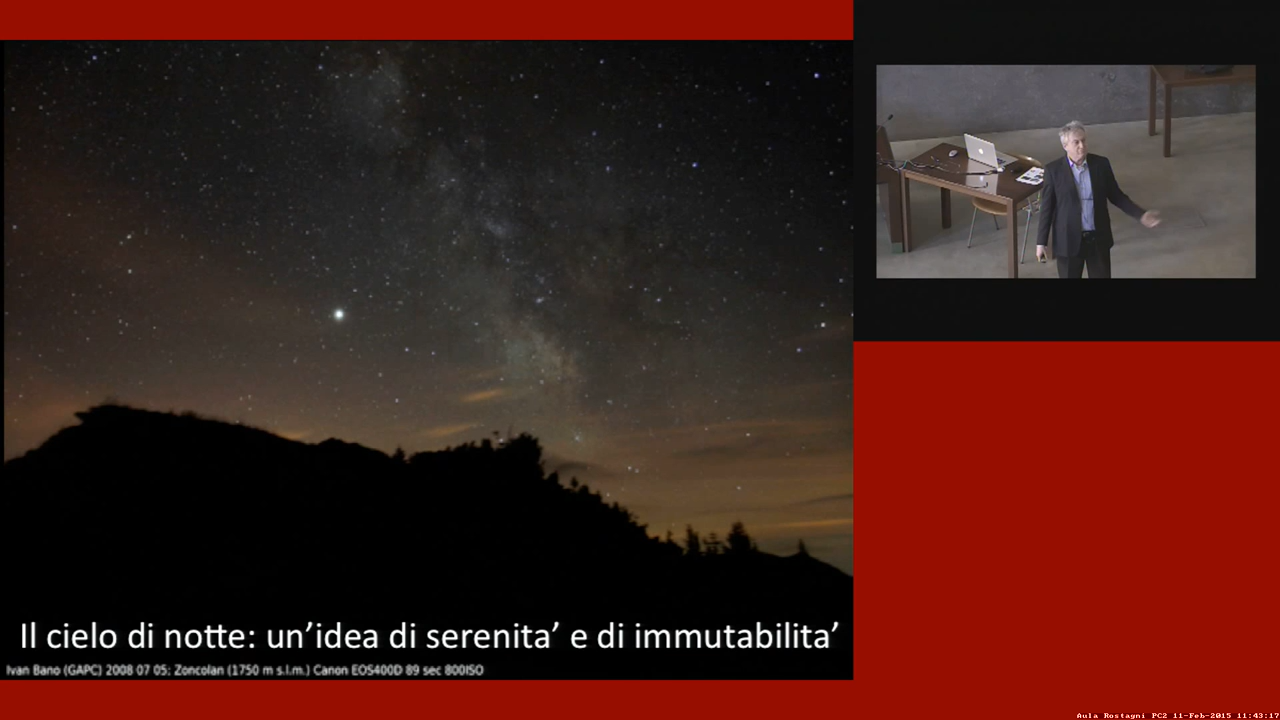 Il cielo di notte: un'idea di serenita' e di immutabilita'
Ivan Bano (GAPC) 2008 07 05: Zoncolan (1750 m s.l.m.) Canon EOS400D 89 sec 800ISO
Aula Rostagni PC2 11-Feb-2015 11:43:17